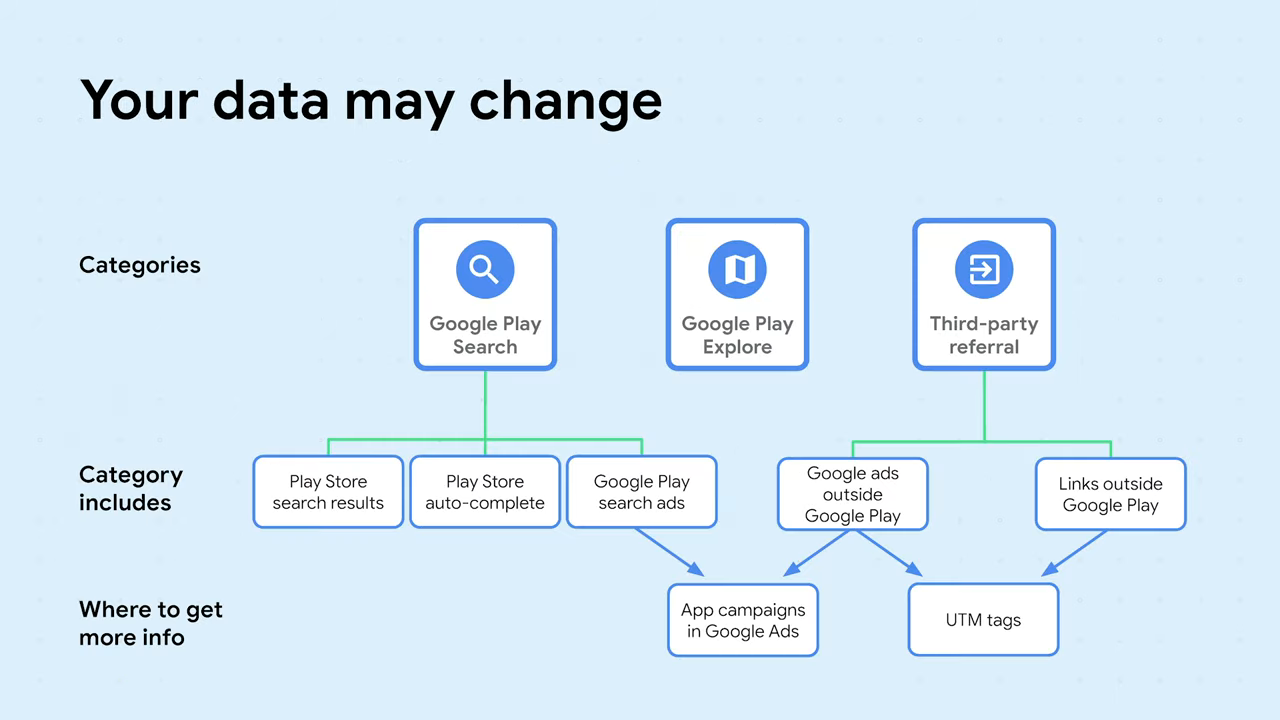 Your data may change
Categories
Google Play
Search
Google Play
Explore
Third-party
referral
Category
includes
Play Store
search results
Play Store
auto-complete
Google Play
search ads
Google ads
outside
Google Play
Links outside
Google Play
Where to get
more info
App campaigns
in Google Ads
UTM tags